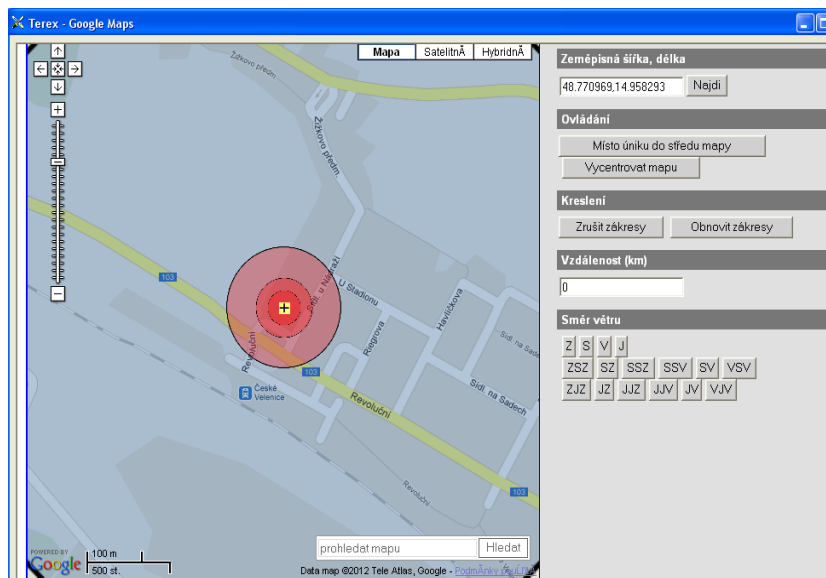 Terex - Google Maps
Mapa
SatelitnĂ
HybridnĂ
Žižkovo předm.
103
Sídl. u Nádraží
U Stadionu
Havlíčkova
Riegrova
Sídl. na Sadech
Revoluční
103
České
Velenice
Revoluční
Sídl. na Sadech
Revoluční
103
POWERED BY
Google
100 m
500 st.
prohledat mapu
Hledat
Data map ©2012 Tele Atlas, Google -
Zeměpisná šířka, délka
48.770969,14.958293
Najdi
Ovládání
Místo úniku do středu mapy
Vycentrovat mapu
Kreslení
Zrušit zákresy
Obnovit zákresy
Vzdálenost (km)
0
Směr větru
Z S V J
ZSZ SZ SSZ SSV SV VSV
ZJZ JZ JJZ JJV JV VJV